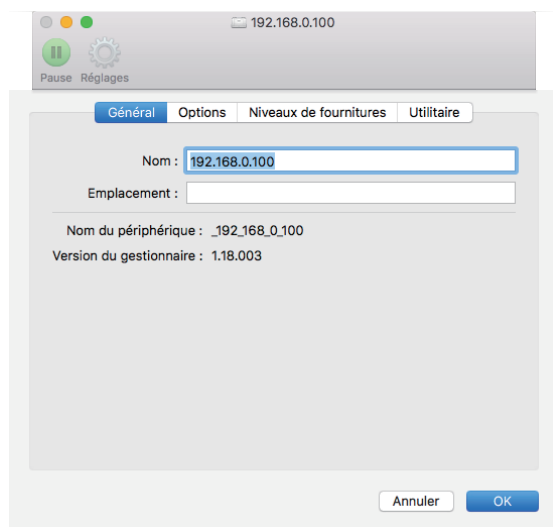 192.168.0.100
Pause Réglages
Général Options Niveaux de fournitures Utilitaire
Nom : 192.168.0.100
Emplacement :
Nom du périphérique : _192_168_0_100
Version du gestionnaire : 1.18.003
Annuler OK